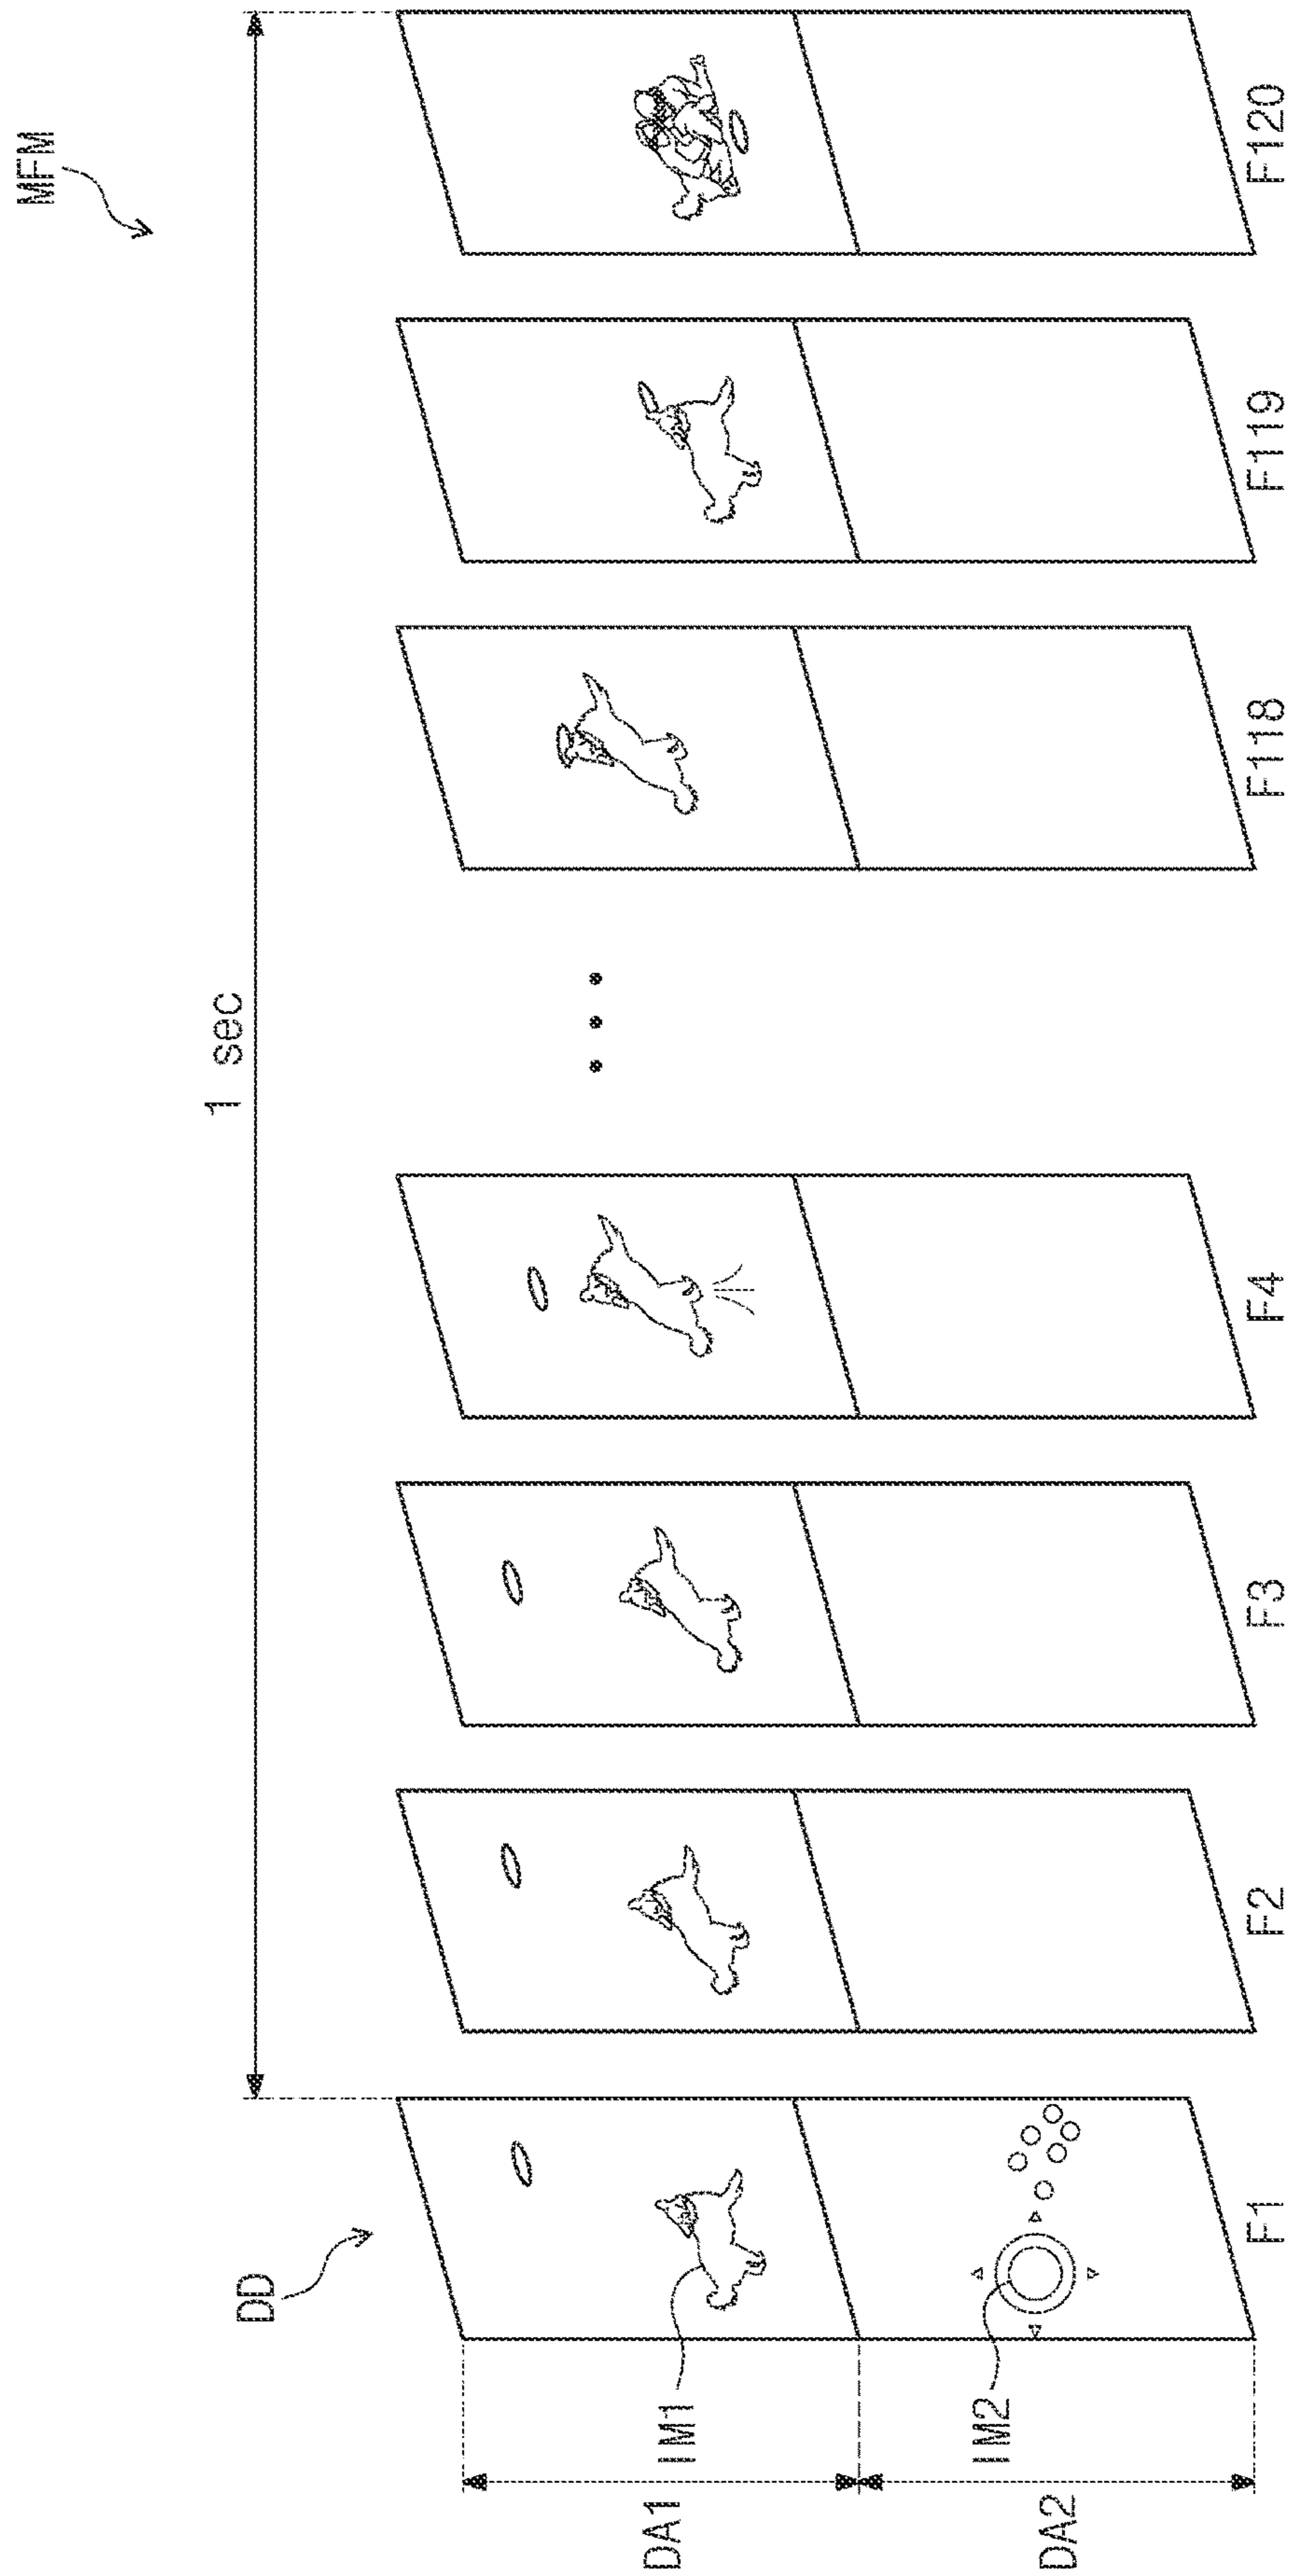 MFM
1 sec
DD
IM1
IM2
DA1
DA2
F1
F2
F3
F4
F118
F119
F120